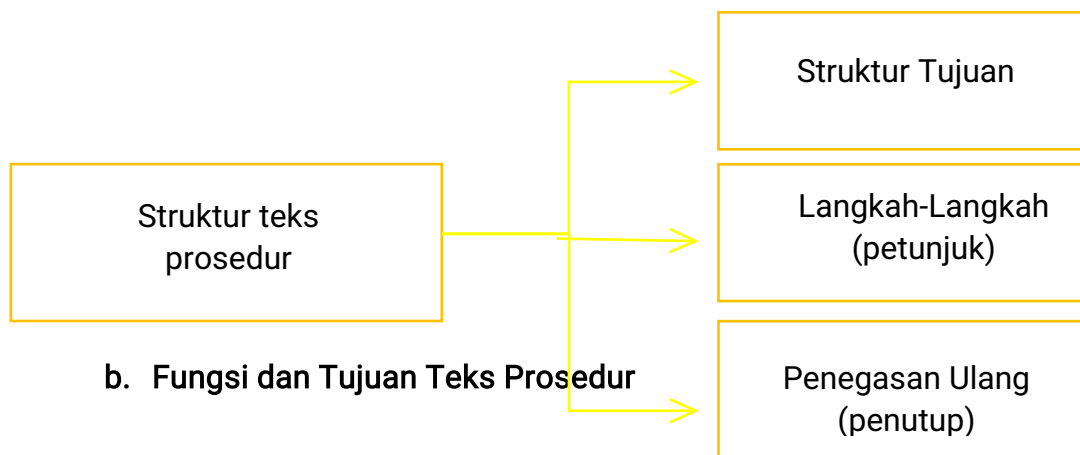 Struktur Tujuan
Struktur teks
prosedur
Langkah-Langkah
(petunjuk)
b. Fungsi dan Tujuan Teks Prosedur
Penegasan Ulang
(penutup)